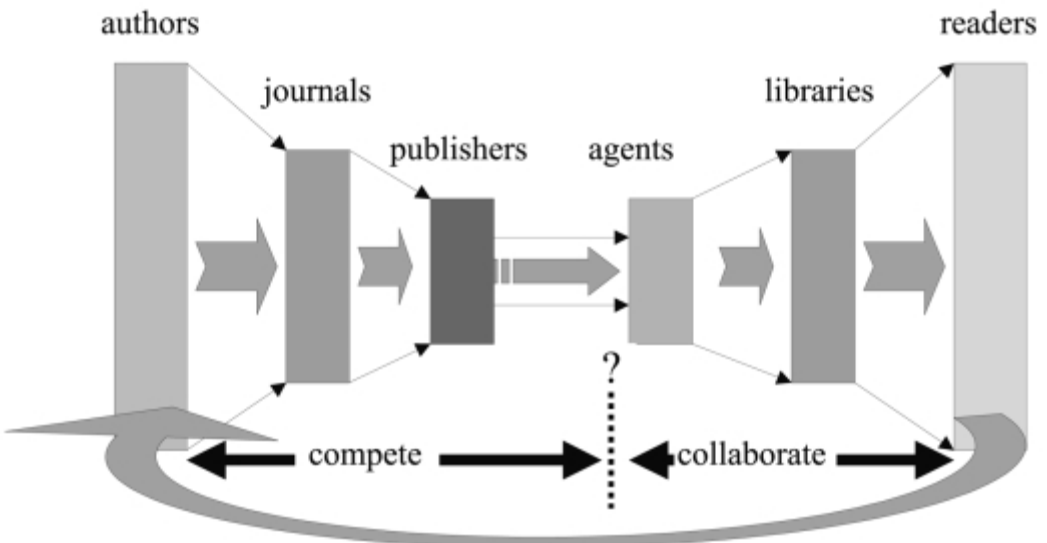 authors
readers
journals
libraries
publishers
agents
?
compete
collaborate